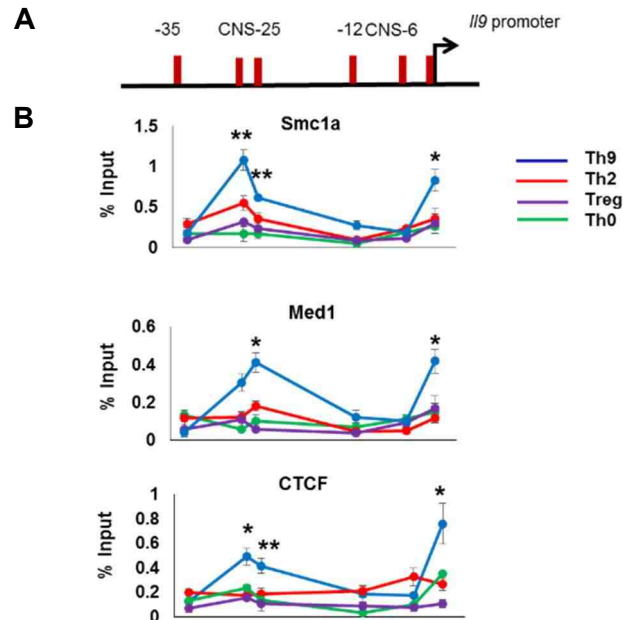 A
-35 CNS-25 -12 CNS-6 Il9 promoter
B
Smc1a
% Input
1.5
1
0.5
0
**
**
*
Th9
Th2
Treg
Th0
Med1
% Input
0.6
0.4
0.2
0
*
*
CTCF
% Input
1
0.8
0.6
0.4
0.2
0
*
**
*